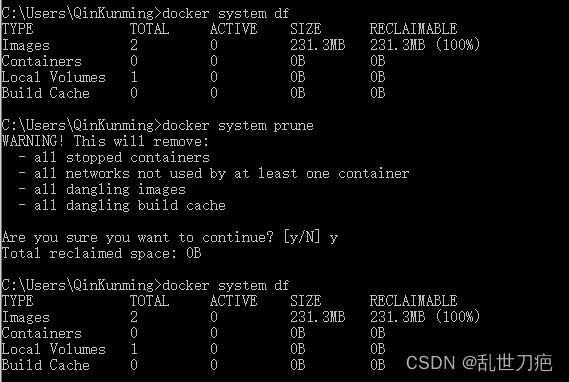 C:\Users\QinKunming>docker system df
TYPE TOTAL ACTIVE SIZE RECLAIMABLE
Images 2 0 231.3MB 231.3MB (100%)
Containers 0 0 0B 0B
Local Volumes 1 0 0B 0B
Build Cache 0 0 0B 0B
C:\Users\QinKunming>docker system prune
WARNING! This will remove:
- all stopped containers
- all networks not used by at least one container
- all dangling images
- all dangling build cache
Are you sure you want to continue? [y/N] y
Total reclaimed space: 0B
C:\Users\QinKunming>docker system df
TYPE TOTAL ACTIVE SIZE RECLAIMABLE
Images 2 0 231.3MB 231.3MB (100%)
Containers 0 0 0B 0B
Local Volumes 1 0 0B 0B
Build Cache 0 0 0B 0B
CSDN @乱世刀疤